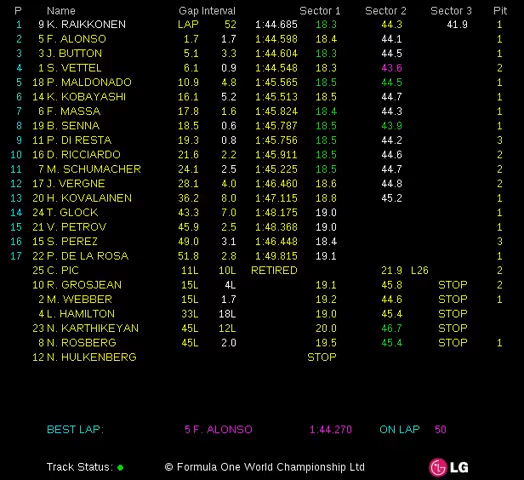 P Name Gap Interval Sector 1 Sector 2 Sector 3 Pit
1 9 K. RAIKKONEN LAP 52 1:44.685 18.3 44.3 41.9 1
2 5 F. ALONSO 1.7 1.7 1:44.598 18.4 44.1 1
3 3 J. BUTTON 5.1 3.3 1:44.604 18.3 44.5 1
4 1 S. VETTEL 6.1 0.9 1:44.548 18.3 43.6 2
5 18 P. MALDONADO 10.9 4.8 1:45.565 18.5 44.5 1
6 14 K. KOBAYASHI 16.1 5.2 1:45.513 18.5 44.7 1
7 6 F. MASSA 17.8 1.6 1:45.824 18.4 44.3 1
8 19 B. SENNA 18.5 0.6 1:45.787 18.5 43.9 1
9 11 P. DI RESTA 19.3 0.8 1:45.756 18.5 44.2 3
10 16 D. RICCIARDO 21.6 2.2 1:45.911 18.5 44.6 2
11 7 M. SCHUMACHER 24.1 2.5 1:45.225 18.5 44.7 2
12 17 J. VERGNE 28.1 4.0 1:46.460 18.6 44.8 2
13 20 H. KOVALAINEN 36.2 8.0 1:47.115 18.8 45.2 1
14 24 T. GLOCK 43.3 7.0 1:48.175 19.0 1
15 21 V. PETROV 45.9 2.5 1:48.368 19.0 1
16 15 S. PEREZ 49.0 3.1 1:46.448 18.4 3
17 22 P. DE LA ROSA 51.8 2.8 1:49.815 19.1 1
25 C. PIC 11L 10L RETIRED 21.9 L26 2
10 R. GROSJEAN 15L 4L 19.1 45.8 STOP 2
2 M. WEBBER 15L 1.7 19.2 44.6 STOP 1
4 L. HAMILTON 33L 18L 19.0 45.4 STOP
23 N. KARTHIKEYAN 45L 12L 20.0 46.7 STOP
8 N. ROSBERG 45L 2.0 19.5 45.4 STOP 1
12 N. HULKENBERG STOP
BEST LAP: 5 F. ALONSO 1:44.270 ON LAP 50
Track Status: © Formula One World Championship Ltd LG